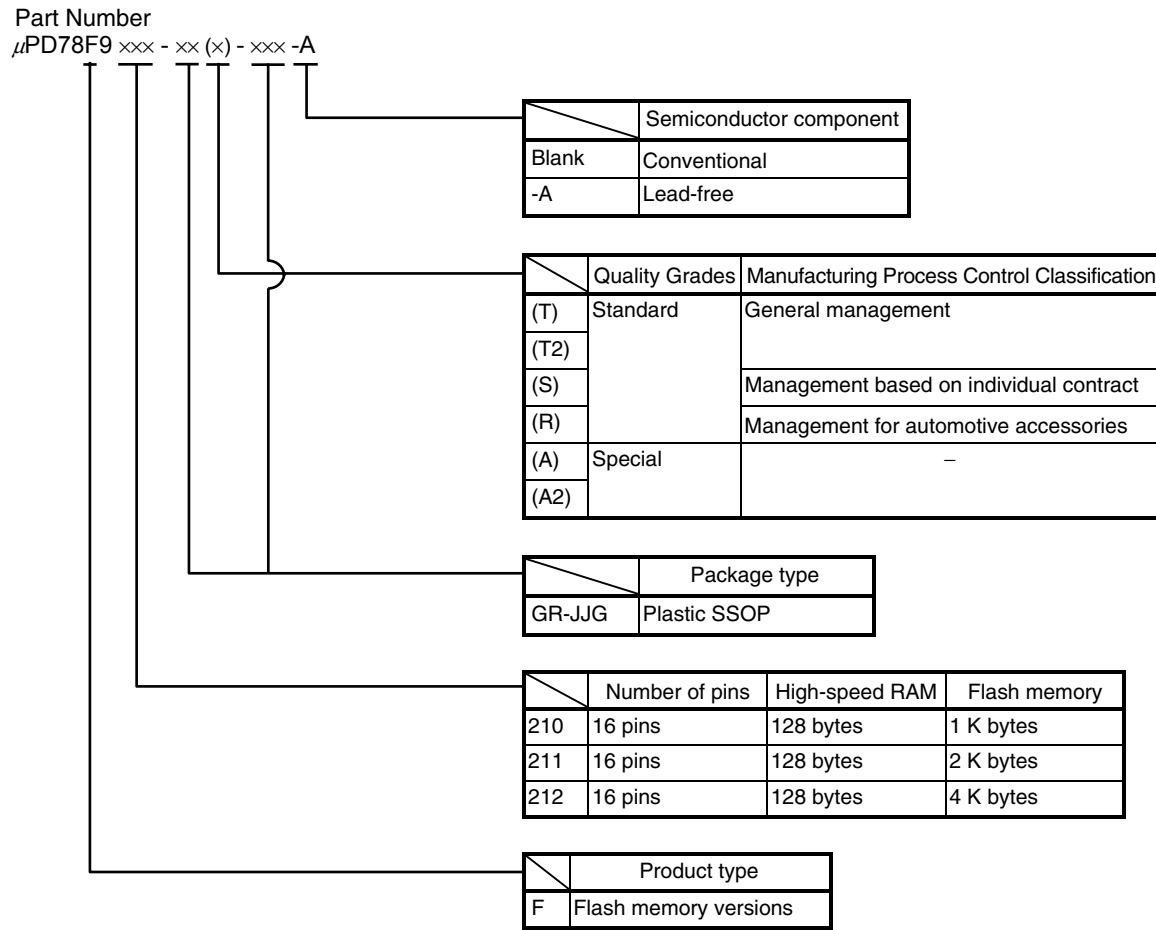 Part Number
μPD78F9 ××× - ×× (×) - ××× -A
Semiconductor component
Blank Conventional
-A Lead-free
Quality Grades Manufacturing Process Control Classification
(T) Standard General management
(T2)
(S) Management based on individual contract
(R) Management for automotive accessories
(A) Special –
(A2)
Package type
GR-JJG Plastic SSOP
Number of pins High-speed RAM Flash memory
210 16 pins 128 bytes 1 K bytes
211 16 pins 128 bytes 2 K bytes
212 16 pins 128 bytes 4 K bytes
Product type
F Flash memory versions